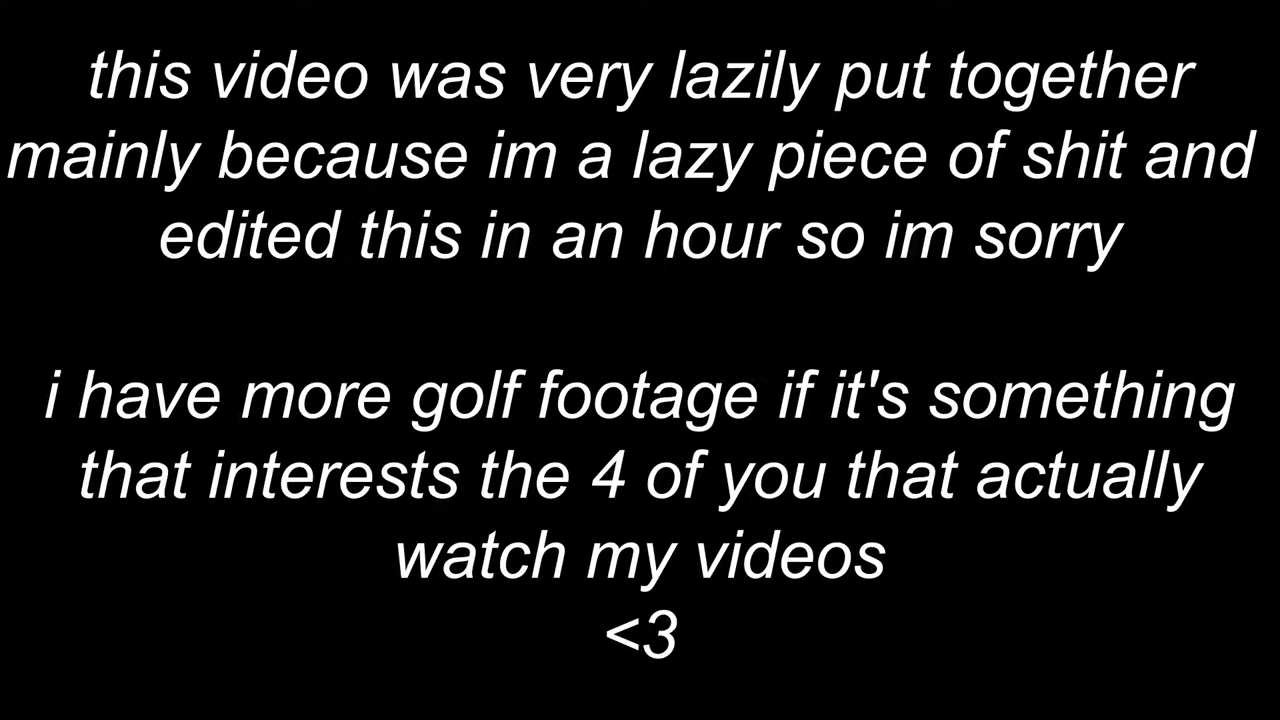 this video was very lazily put together
mainly because im a lazy piece of shit and
edited this in an hour so im sorry
i have more golf footage if it's something
that interests the 4 of you that actually
watch my videos
<3